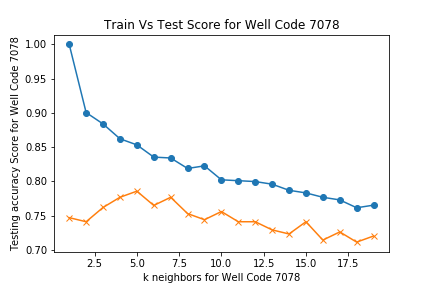 Train Vs Test Score for Well Code 7078
Testing accuracy Score for Well Code 7078
1.00
0.95
0.90
0.85
0.80
0.75
0.70
2.5 5.0 7.5 10.0 12.5 15.0 17.5
k neighbors for Well Code 7078